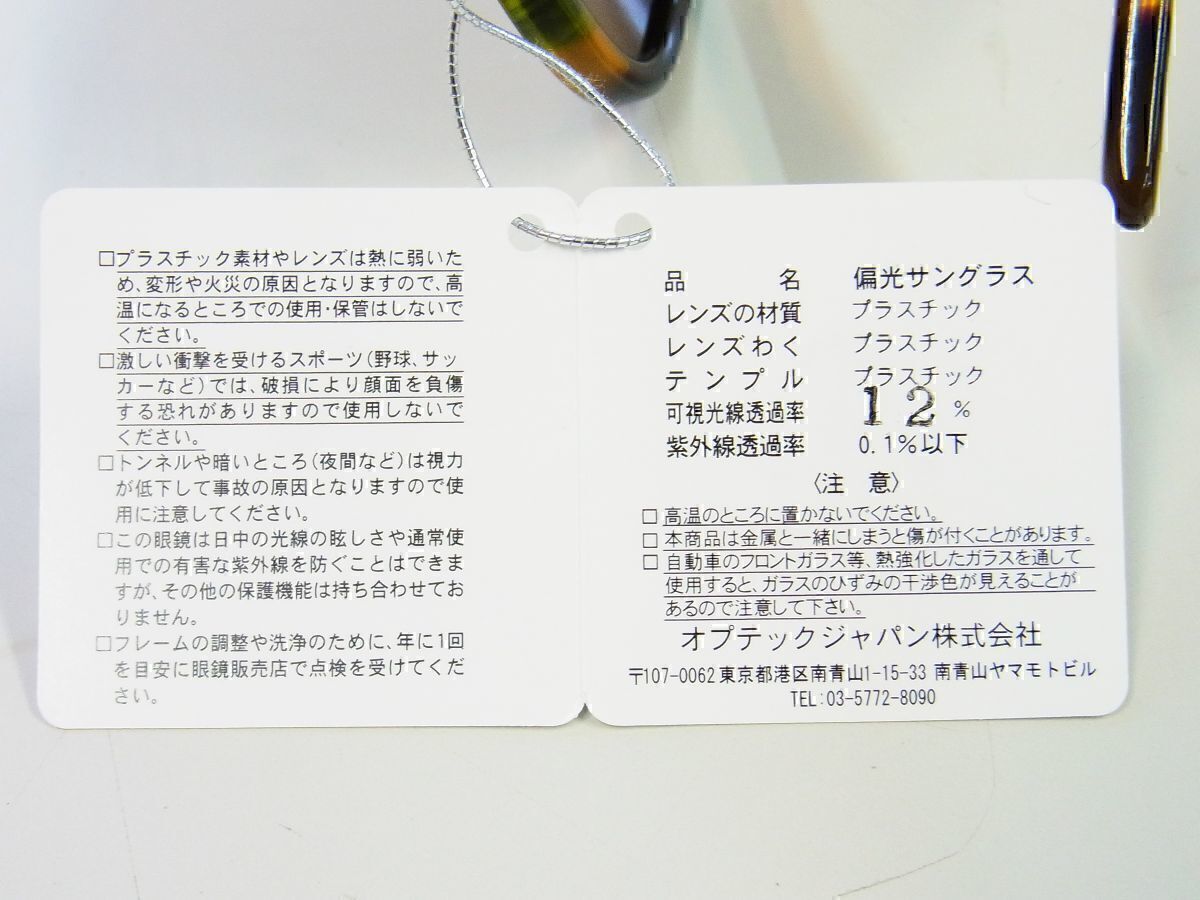 □プラスチック素材やレンズは熱に弱いた
め、変形や火災の原因となりますので、高
温になるところでの使用・保管はしないで
ください。
□激しい衝撃を受けるスポーツ(野球、サッ
カーなど)では、破損により顔面を負傷
する恐れがありますので使用しないで
ください。
□トンネルや暗いところ(夜間など)は視力
が低下して事故の原因となりますので使
用に注意してください。
□この眼鏡は日中の光線の眩しさや通常使
用での有害な紫外線を防ぐことはできま
すが、その他の保護機能は持ち合わせてお
りません。
□フレームの調整や洗浄のために、年に1回
を目安に眼鏡販売店で点検を受けてくだ
さい。
品名 偏光サングラス
レンズの材質 プラスチック
レンズわく プラスチック
テンプル プラスチック
可視光線透過率 12%
紫外線透過率 0.1%以下
〈注 意〉
□ 高温のところに置かないでください。
□ 本商品は金属と一緒にしまうと傷が付くことがあります。
□ 自動車のフロントガラス等、熱強化したガラスを通して
使用すると、ガラスのひずみの干渉色が見えることが
あるので注意して下さい。
オプテックジャパン株式会社
〒107-0062 東京都港区南青山1-15-33 南青山ヤマモトビル
TEL:03-5772-8090